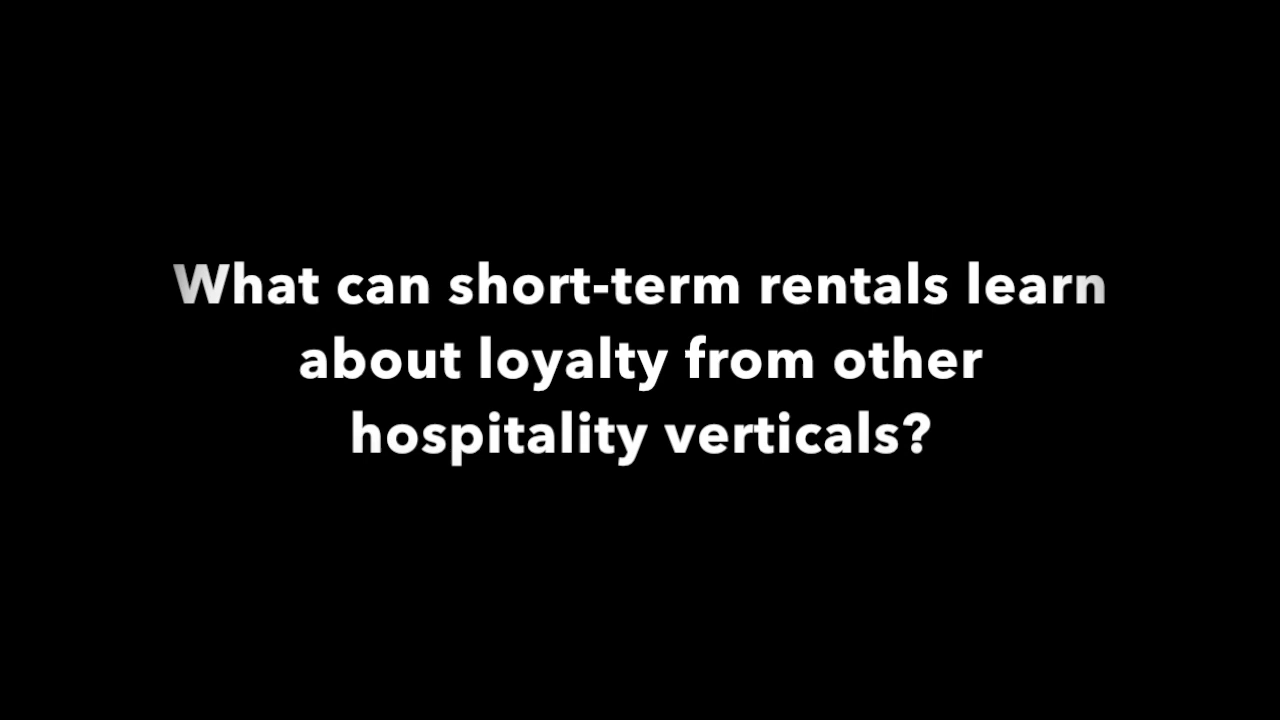 What can short-term rentals learn
about loyalty from other
hospitality verticals?